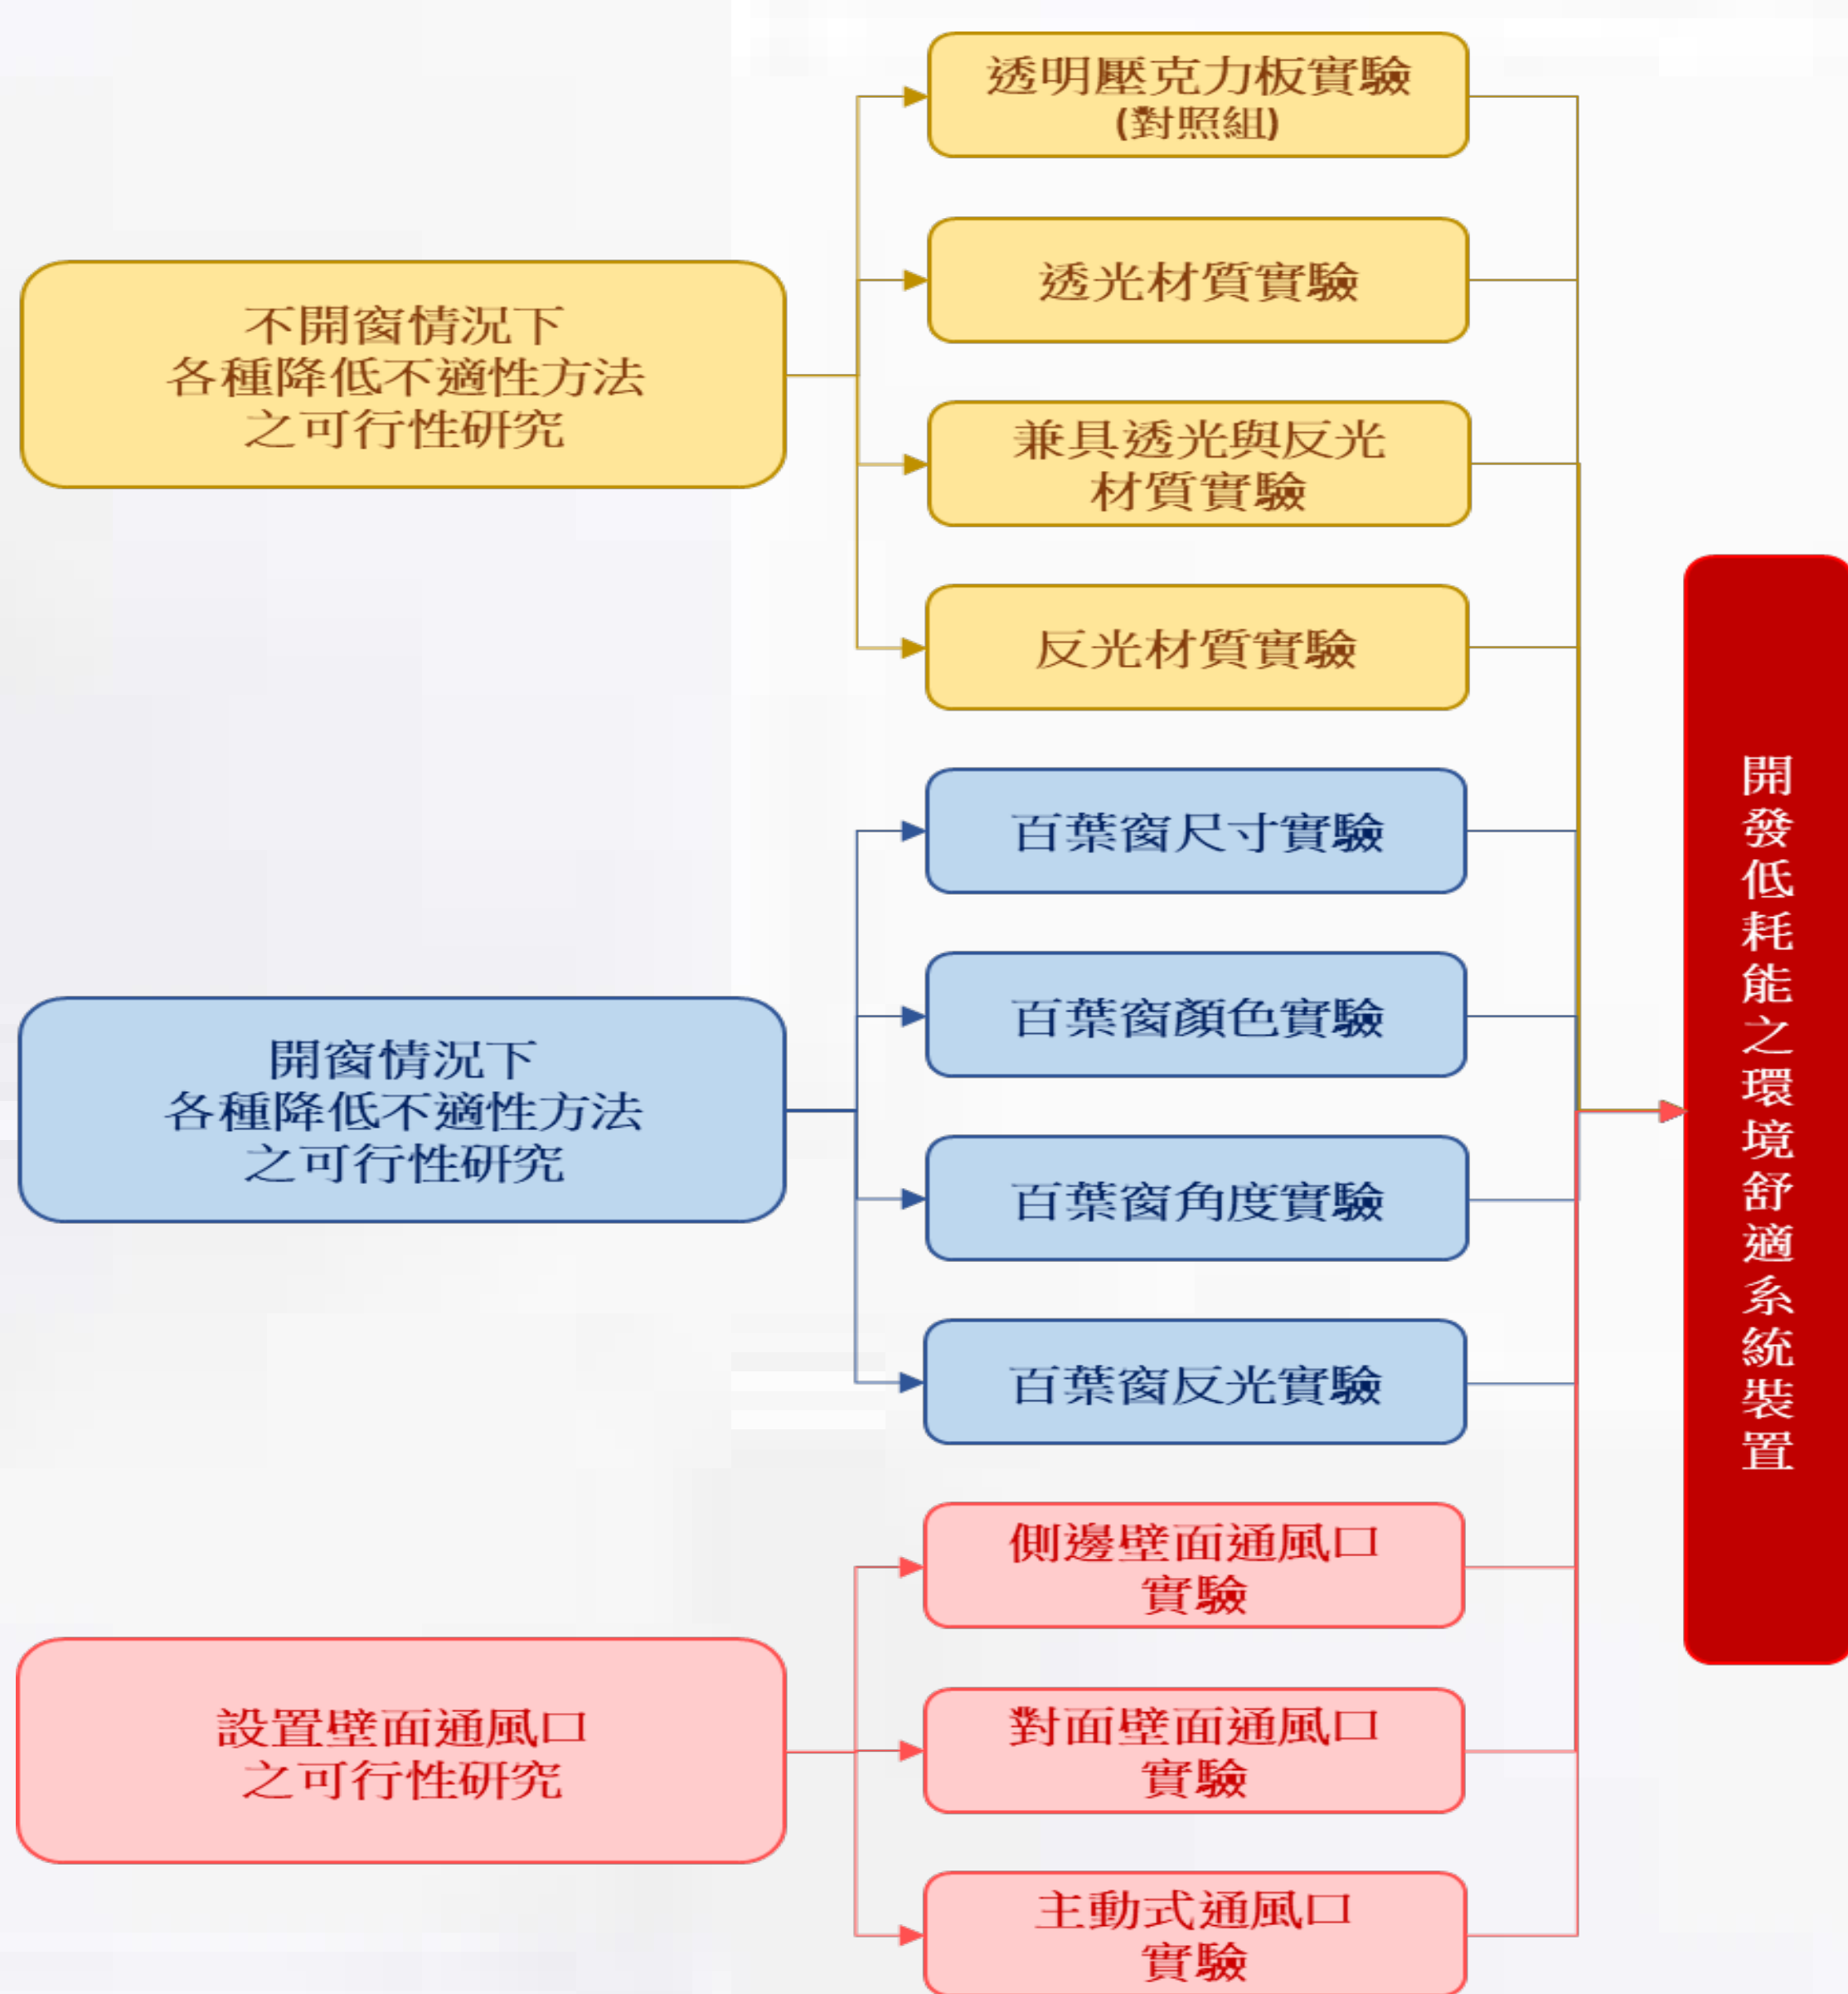 不開窗情況下
各種降低不適性方法
之可行性研究
透明壓克力板實驗
(對照組)
透光材質實驗
兼具透光與反光
材質實驗
反光材質實驗
開窗情況下
各種降低不適性方法
之可行性研究
百葉窗尺寸實驗
百葉窗顏色實驗
百葉窗角度實驗
百葉窗反光實驗
設置壁面通風口
之可行性研究
側邊壁面通風口
實驗
對面壁面通風口
實驗
主動式通風口
實驗
開發低耗能之環境舒適系統裝置